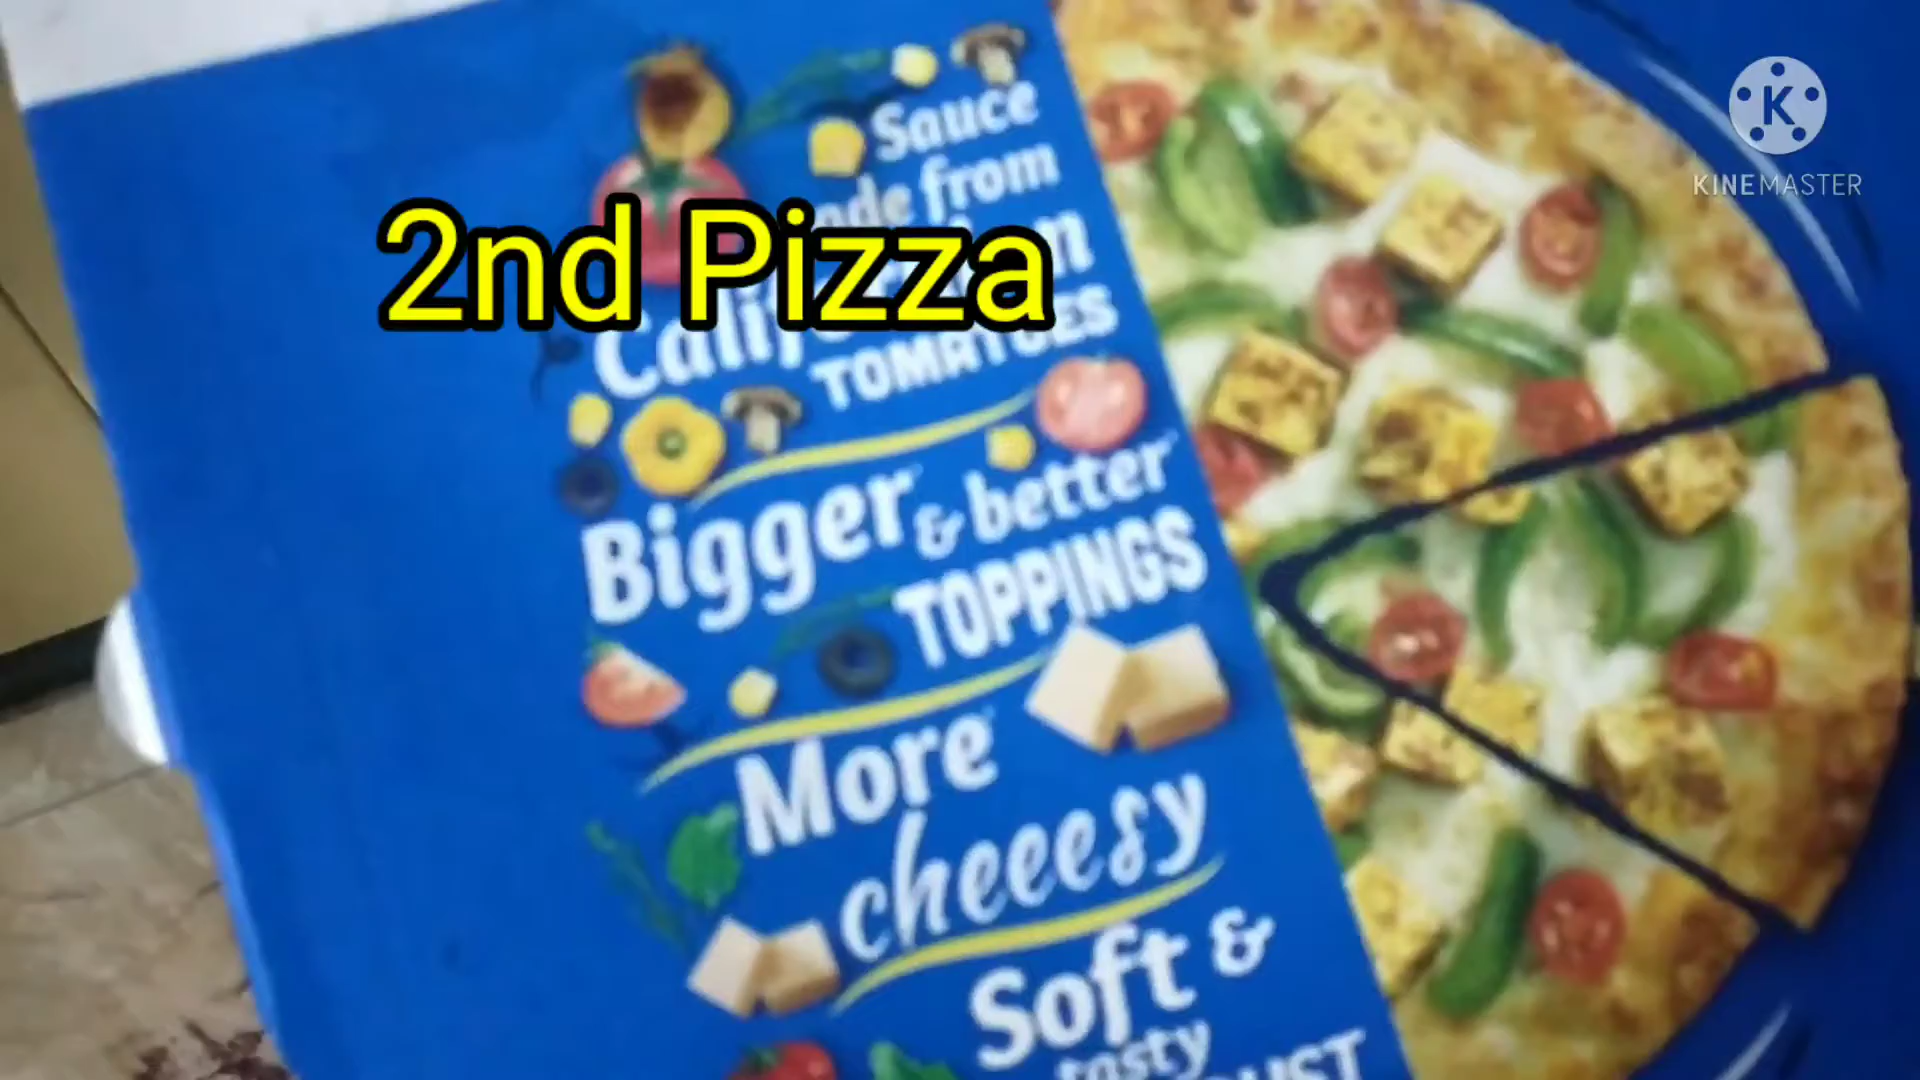 Sauce
from
2nd Pizza
TOMATOES
Bigger & better
TOPPINGS
More
cheeesy
Soft &
tasty
K
KINEMASTER